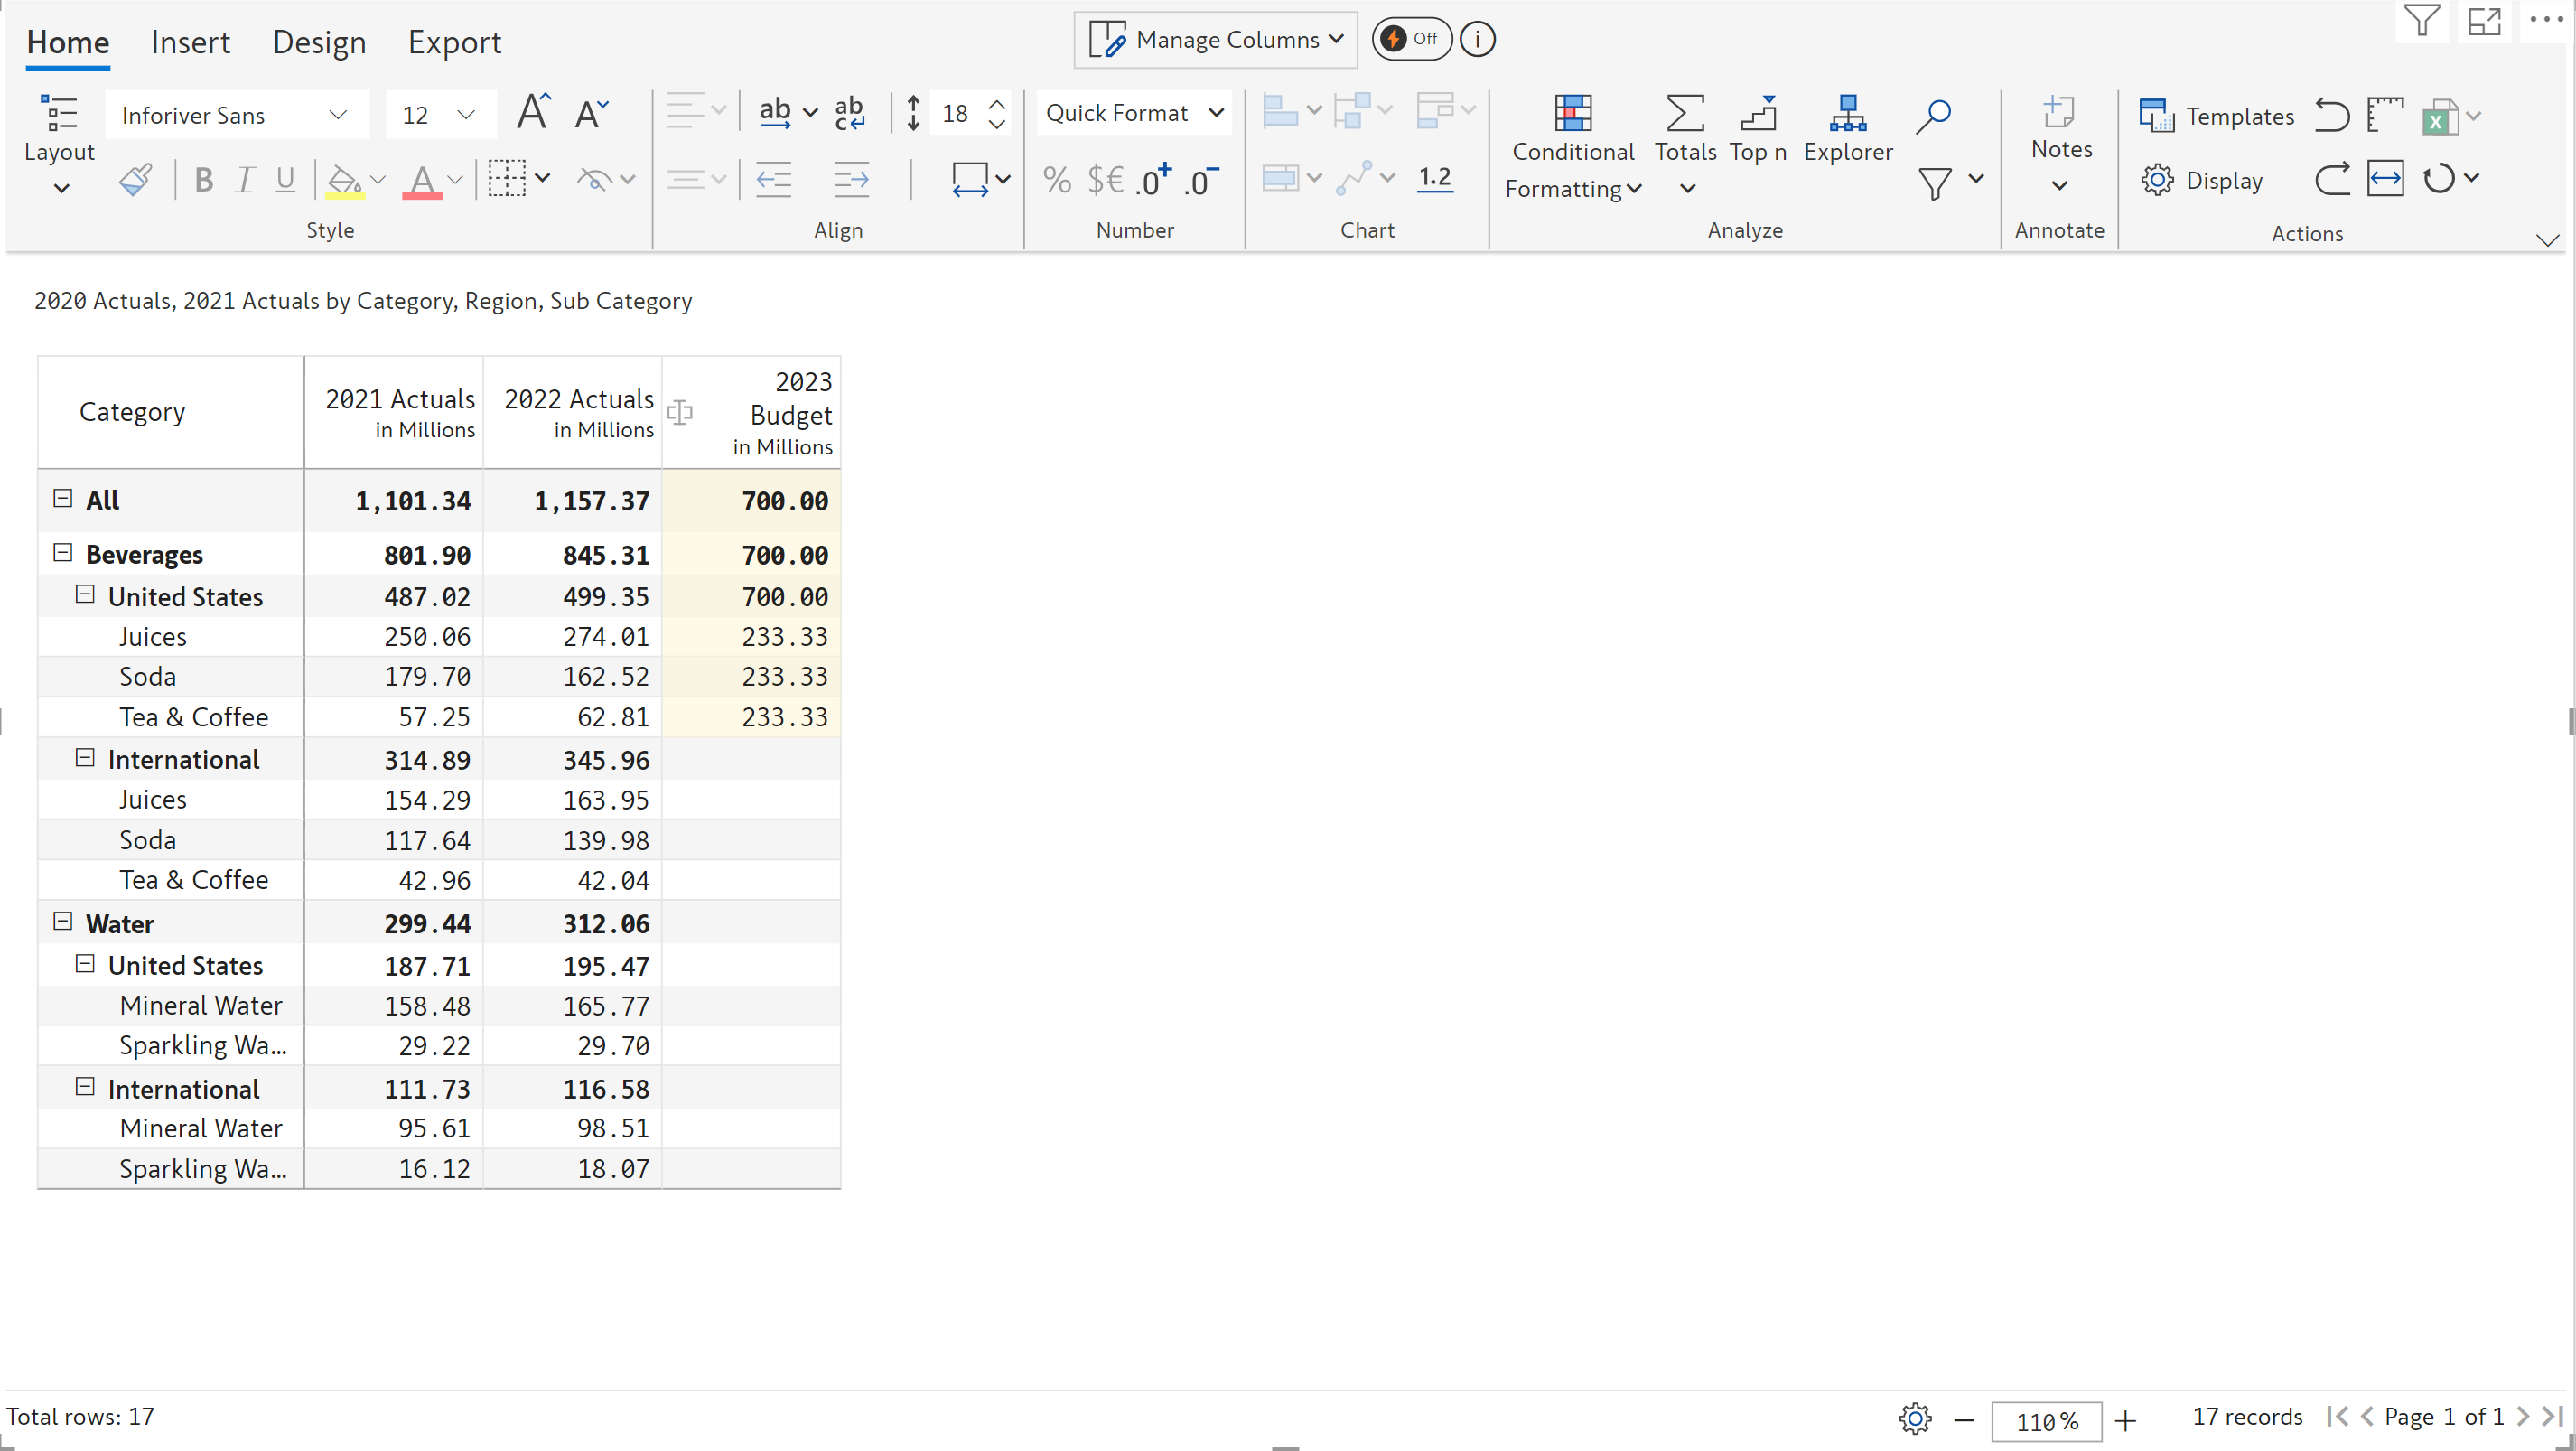 Home Insert Design Export Manage Columns Off i
Layout Inforiver Sans 12 A A ab ab c 18 Quick Format Conditional Formatting Totals Top n Explorer Notes Templates X
B I U A % $€ .0+ .0- 1.2 Display
Style Align Number Chart Analyze Annotate Actions
2020 Actuals, 2021 Actuals by Category, Region, Sub Category
Category 2021 Actuals in Millions 2022 Actuals in Millions 2023 Budget in Millions
All 1,101.34 1,157.37 700.00
Beverages 801.90 845.31 700.00
United States 487.02 499.35 700.00
Juices 250.06 274.01 233.33
Soda 179.70 162.52 233.33
Tea & Coffee 57.25 62.81 233.33
International 314.89 345.96
Juices 154.29 163.95
Soda 117.64 139.98
Tea & Coffee 42.96 42.04
Water 299.44 312.06
United States 187.71 195.47
Mineral Water 158.48 165.77
Sparkling Wa... 29.22 29.70
International 111.73 116.58
Mineral Water 95.61 98.51
Sparkling Wa... 16.12 18.07
Total rows: 17 110% 17 records Page 1 of 1